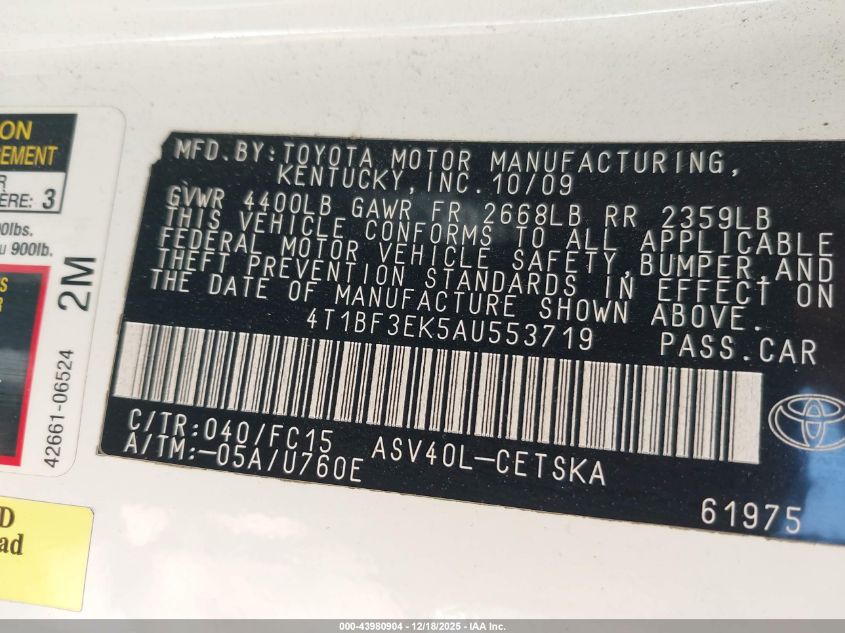 ON
CEMENT
R
ERE: 3
00lbs.
u 900lb.
S
R
2M
42661-06524
D
ad
MFD.BY:TOYOTA MOTOR MANUFACTURING,
KENTUCKY,INC.10/09
GVWR 4400LB GAWR FR 2668LB RR 2359LB
THIS VEHICLE CONFORMS TO ALL APPLICABLE
FEDERAL MOTOR VEHICLE SAFETY,BUMPER,AND
THEFT PREVENTION STANDARDS IN EFFECT ON
THE DATE OF MANUFACTURE SHOWN ABOVE.
4T1BF3EK5AU553719 PASS.CAR
C/TR:040/FC15 ASV40L-CETSKA
A/TM:-05A/U760E
61975
000-43980904 - 12/18/2025 - IAA Inc.